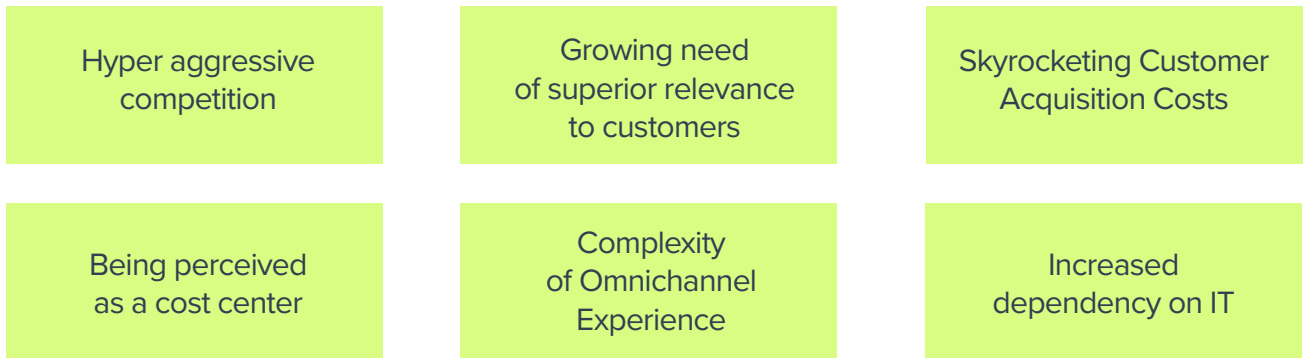 Hyper aggressive
competition
Growing need
of superior relevance
to customers
Skyrocketing Customer
Acquisition Costs
Being perceived
as a cost center
Complexity
of Omnichannel
Experience
Increased
dependency on IT